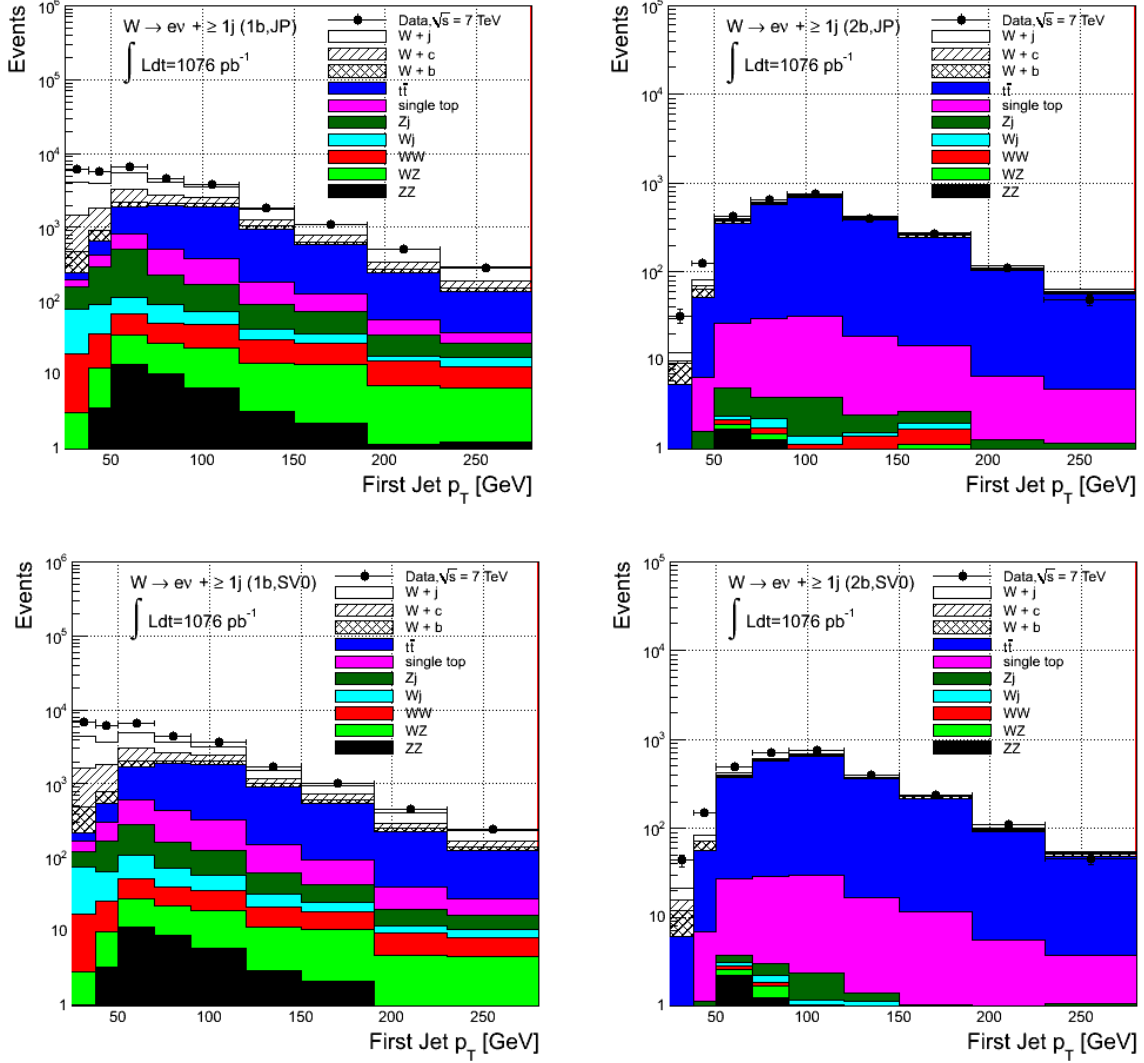 Events
10^6
10^5
10^4
10^3
10^2
10
1
W → eν + ≥ 1j (1b,JP)
∫ Ldt=1076 pb^-1
Data,√s = 7 TeV
W + j
W + c
W + b
tt̄
single top
Zj
Wj
WW
WZ
ZZ
50 100 150 200 250
First Jet p_T [GeV]
Events
10^5
10^4
10^3
10^2
10
1
W → eν + ≥ 1j (2b,JP)
∫ Ldt=1076 pb^-1
Data,√s = 7 TeV
W + j
W + c
W + b
tt̄
single top
Zj
Wj
WW
WZ
ZZ
50 100 150 200 250
First Jet p_T [GeV]
Events
10^6
10^5
10^4
10^3
10^2
10
1
W → eν + ≥ 1j (1b,SV0)
∫ Ldt=1076 pb^-1
Data,√s = 7 TeV
W + j
W + c
W + b
tt̄
single top
Zj
Wj
WW
WZ
ZZ
50 100 150 200 250
First Jet p_T [GeV]
Events
10^5
10^4
10^3
10^2
10
1
W → eν + ≥ 1j (2b,SV0)
∫ Ldt=1076 pb^-1
Data,√s = 7 TeV
W + j
W + c
W + b
tt̄
single top
Zj
Wj
WW
WZ
ZZ
50 100 150 200 250
First Jet p_T [GeV]